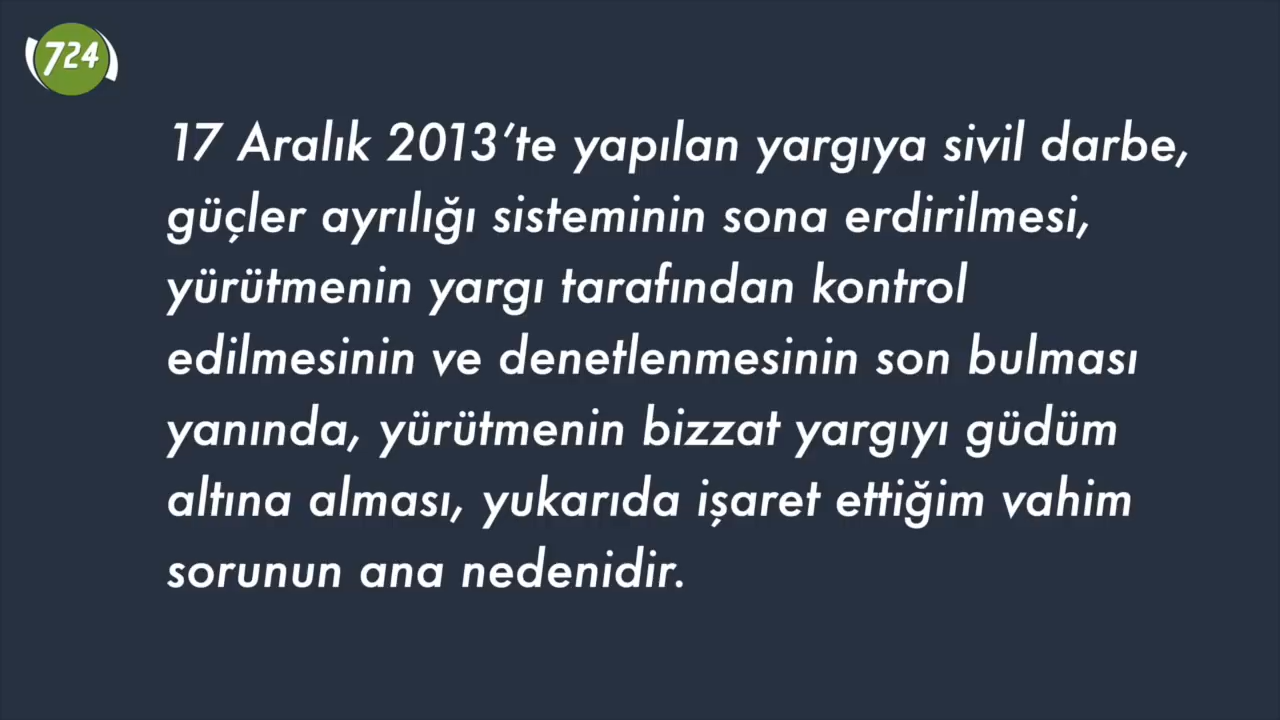 724
17 Aralık 2013’te yapılan yargıya sivil darbe,
güçler ayrılığı sisteminin sona erdirilmesi,
yürütmenin yargı tarafından kontrol
edilmesinin ve denetlenmesinin son bulması
yanında, yürütmenin bizzat yargıyı güdüm
altına alması, yukarıda işaret ettiğim vahim
sorunun ana nedenidir.